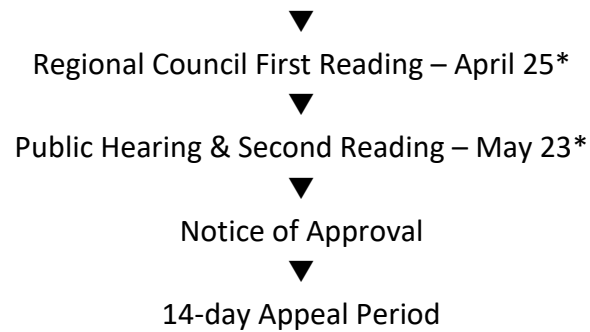 Regional Council First Reading – April 25*
Public Hearing & Second Reading – May 23*
Notice of Approval
14-day Appeal Period